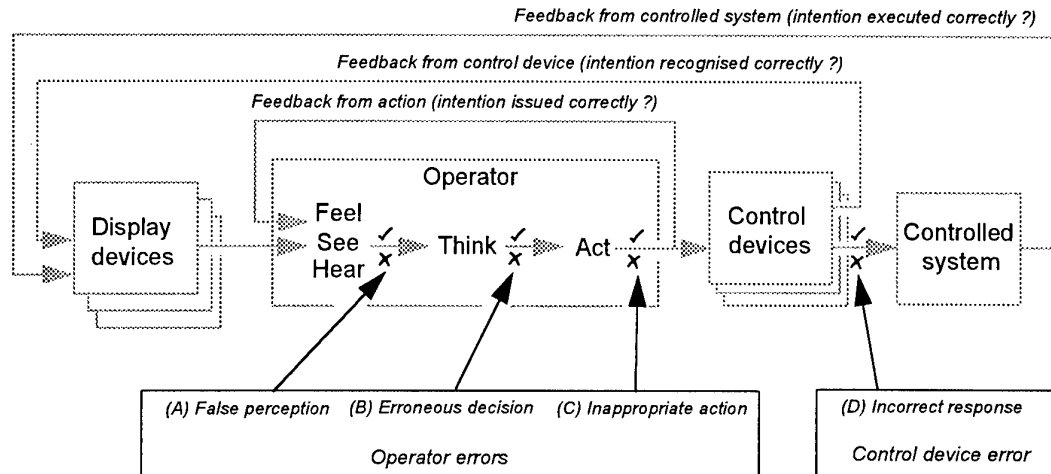 Feedback from controlled system (intention executed correctly ?)
Feedback from control device (intention recognised correctly ?)
Feedback from action (intention issued correctly ?)
Operator
Display
devices
Feel
See
Hear
Think
Act
Control
devices
Controlled
system
(A) False perception
(B) Erroneous decision
(C) Inappropriate action
Operator errors
(D) Incorrect response
Control device error